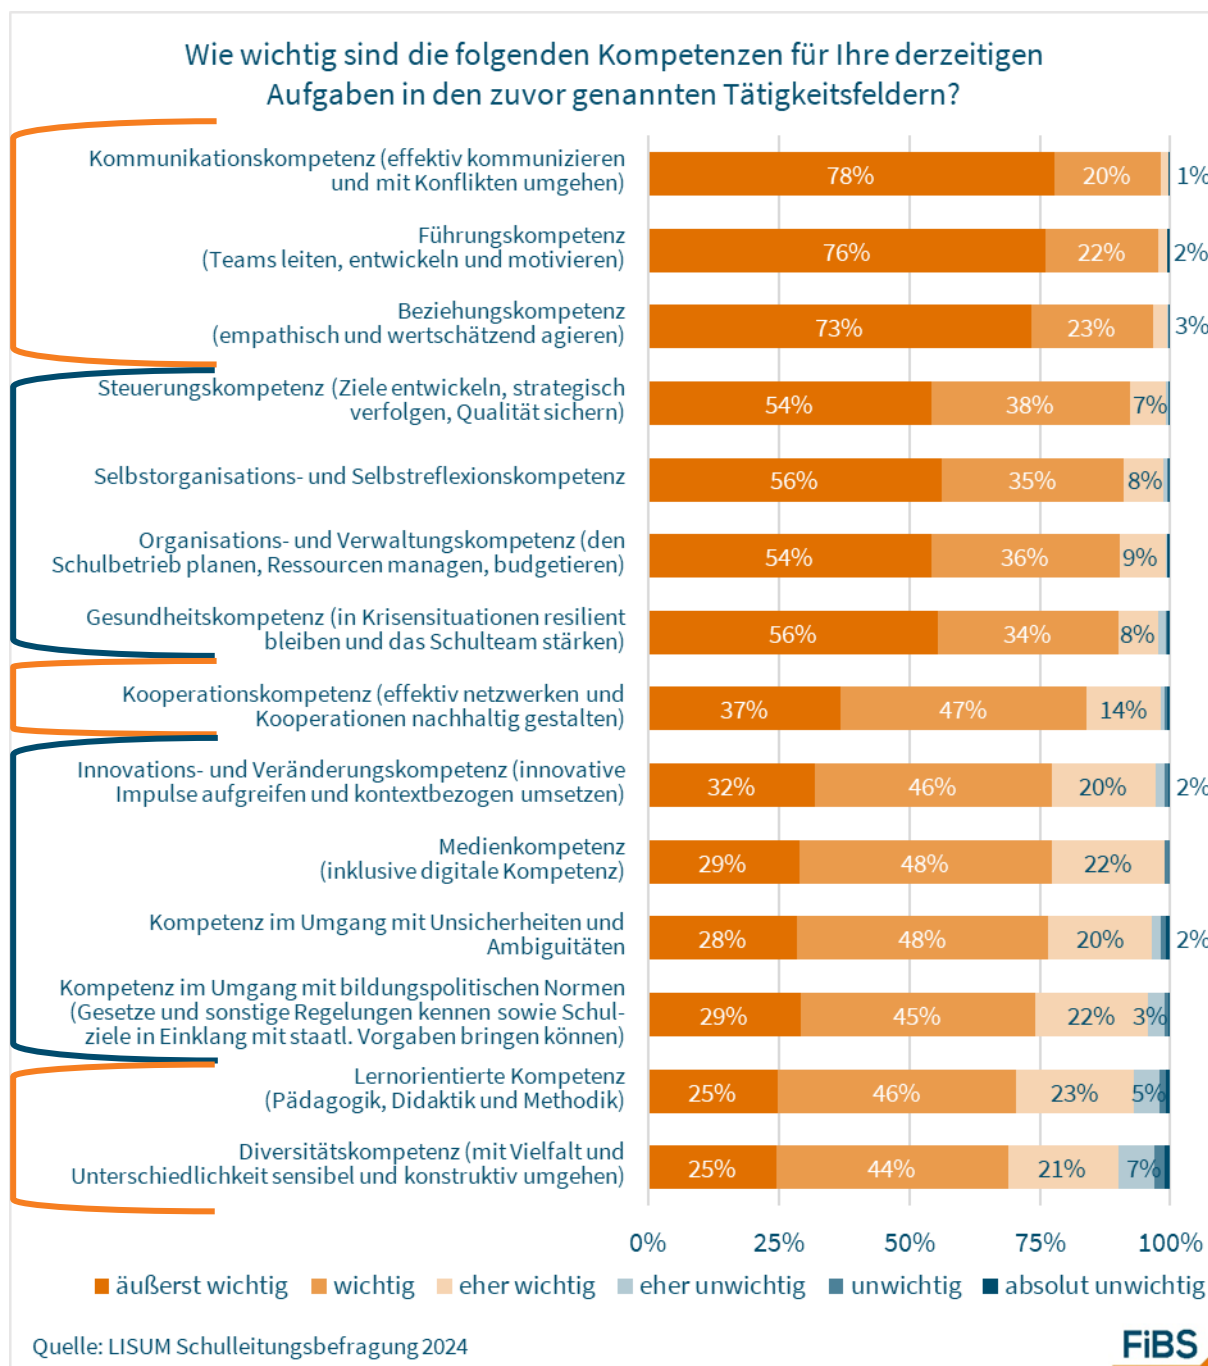 Wie wichtig sind die folgenden Kompetenzen für Ihre derzeitigen
Aufgaben in den zuvor genannten Tätigkeitsfeldern?
Kommunikationskompetenz (effektiv kommunizieren
und mit Konflikten umgehen)
78% 20% 1%
Führungskompetenz
(Teams leiten, entwickeln und motivieren)
76% 22% 2%
Beziehungskompetenz
(empathisch und wertschätzend agieren)
73% 23% 3%
Steuerungskompetenz (Ziele entwickeln, strategisch
verfolgen, Qualität sichern)
54% 38% 7%
Selbstorganisations- und Selbstreflexionskompetenz
56% 35% 8%
Organisations- und Verwaltungskompetenz (den
Schulbetrieb planen, Ressourcen managen, budgetieren)
54% 36% 9%
Gesundheitskompetenz (in Krisensituationen resilient
bleiben und das Schulteam stärken)
56% 34% 8%
Kooperationskompetenz (effektiv netzwerken und
Kooperationen nachhaltig gestalten)
37% 47% 14%
Innovations- und Veränderungskompetenz (innovative
Impulse aufgreifen und kontextbezogen umsetzen)
32% 46% 20% 2%
Medienkompetenz
(inklusive digitale Kompetenz)
29% 48% 22%
Kompetenz im Umgang mit Unsicherheiten und
Ambiguitäten
28% 48% 20% 2%
Kompetenz im Umgang mit bildungspolitischen Normen
(Gesetze und sonstige Regelungen kennen sowie Schul-
ziele in Einklang mit staatl. Vorgaben bringen können)
29% 45% 22% 3%
Lernorientierte Kompetenz
(Pädagogik, Didaktik und Methodik)
25% 46% 23% 5%
Diversitätskompetenz (mit Vielfalt und
Unterschiedlichkeit sensibel und konstruktiv umgehen)
25% 44% 21% 7%
0% 25% 50% 75% 100%
äußerst wichtig wichtig eher wichtig eher unwichtig unwichtig absolut unwichtig
Quelle: LISUM Schulleitungsbefragung 2024
FiBS